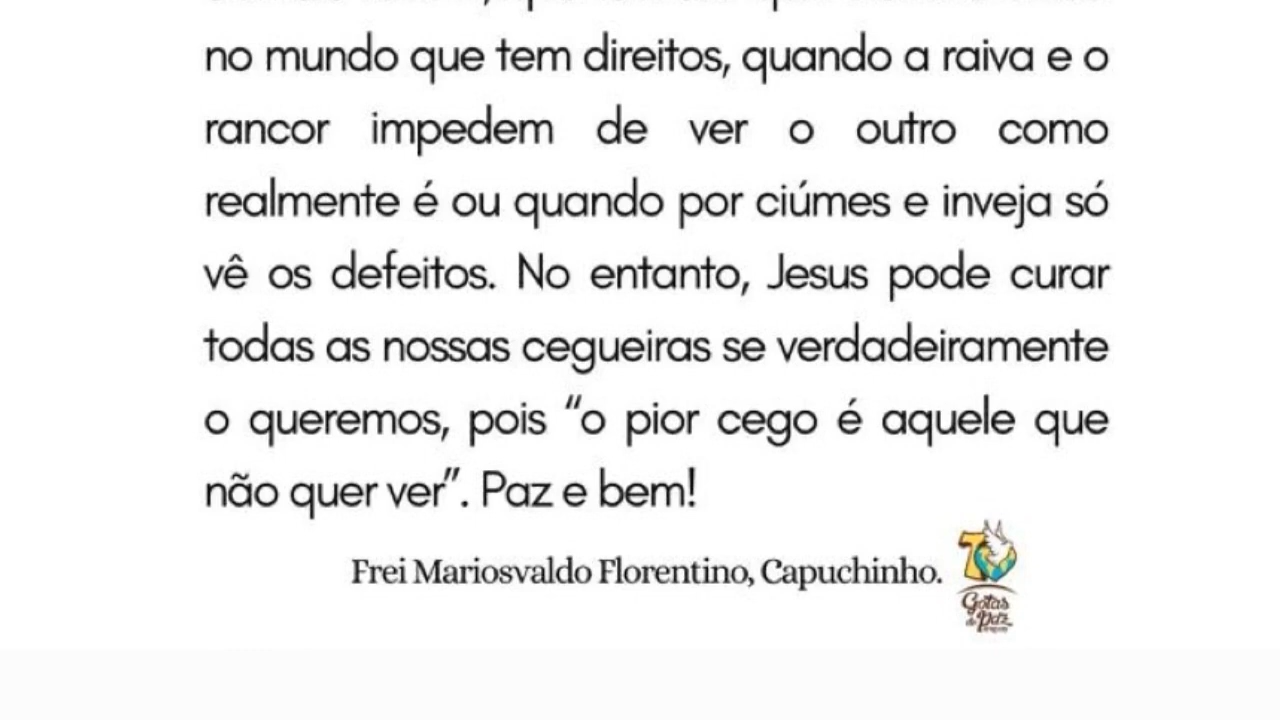 no mundo que tem direitos, quando a raiva e o
rancor impedem de ver o outro como
realmente é ou quando por ciúmes e inveja só
vê os defeitos. No entanto, Jesus pode curar
todas as nossas cegueiras se verdadeiramente
o queremos, pois “o pior cego é aquele que
não quer ver”. Paz e bem!
Frei Mariosvaldo Florentino, Capuchinho.
70
Gotas
de Paz